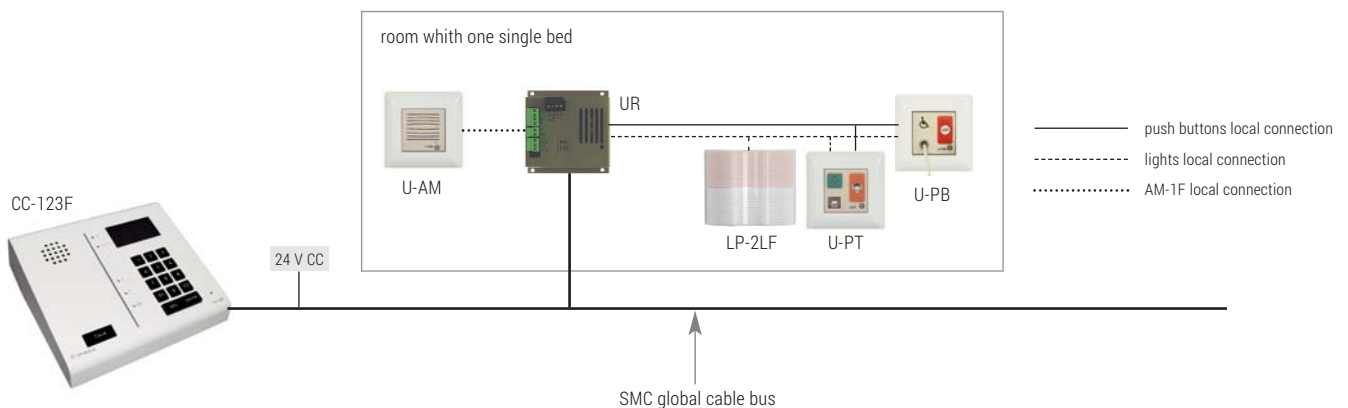 room whith one single bed
UR
push buttons local connection
lights local connection
U-AM
AM-1F local connection
U-PB
CC-123F
LP-2LF
U-PT
24 V CC
TALK
SMC global cable bus